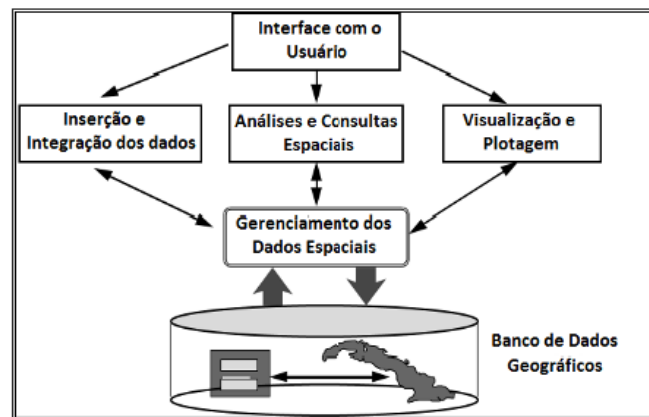 Interface com o
Usuário
Inserção e
Integração dos dados
Análises e Consultas
Espaciais
Visualização e
Plotagem
Gerenciamento dos
Dados Espaciais
Banco de Dados
Geográficos